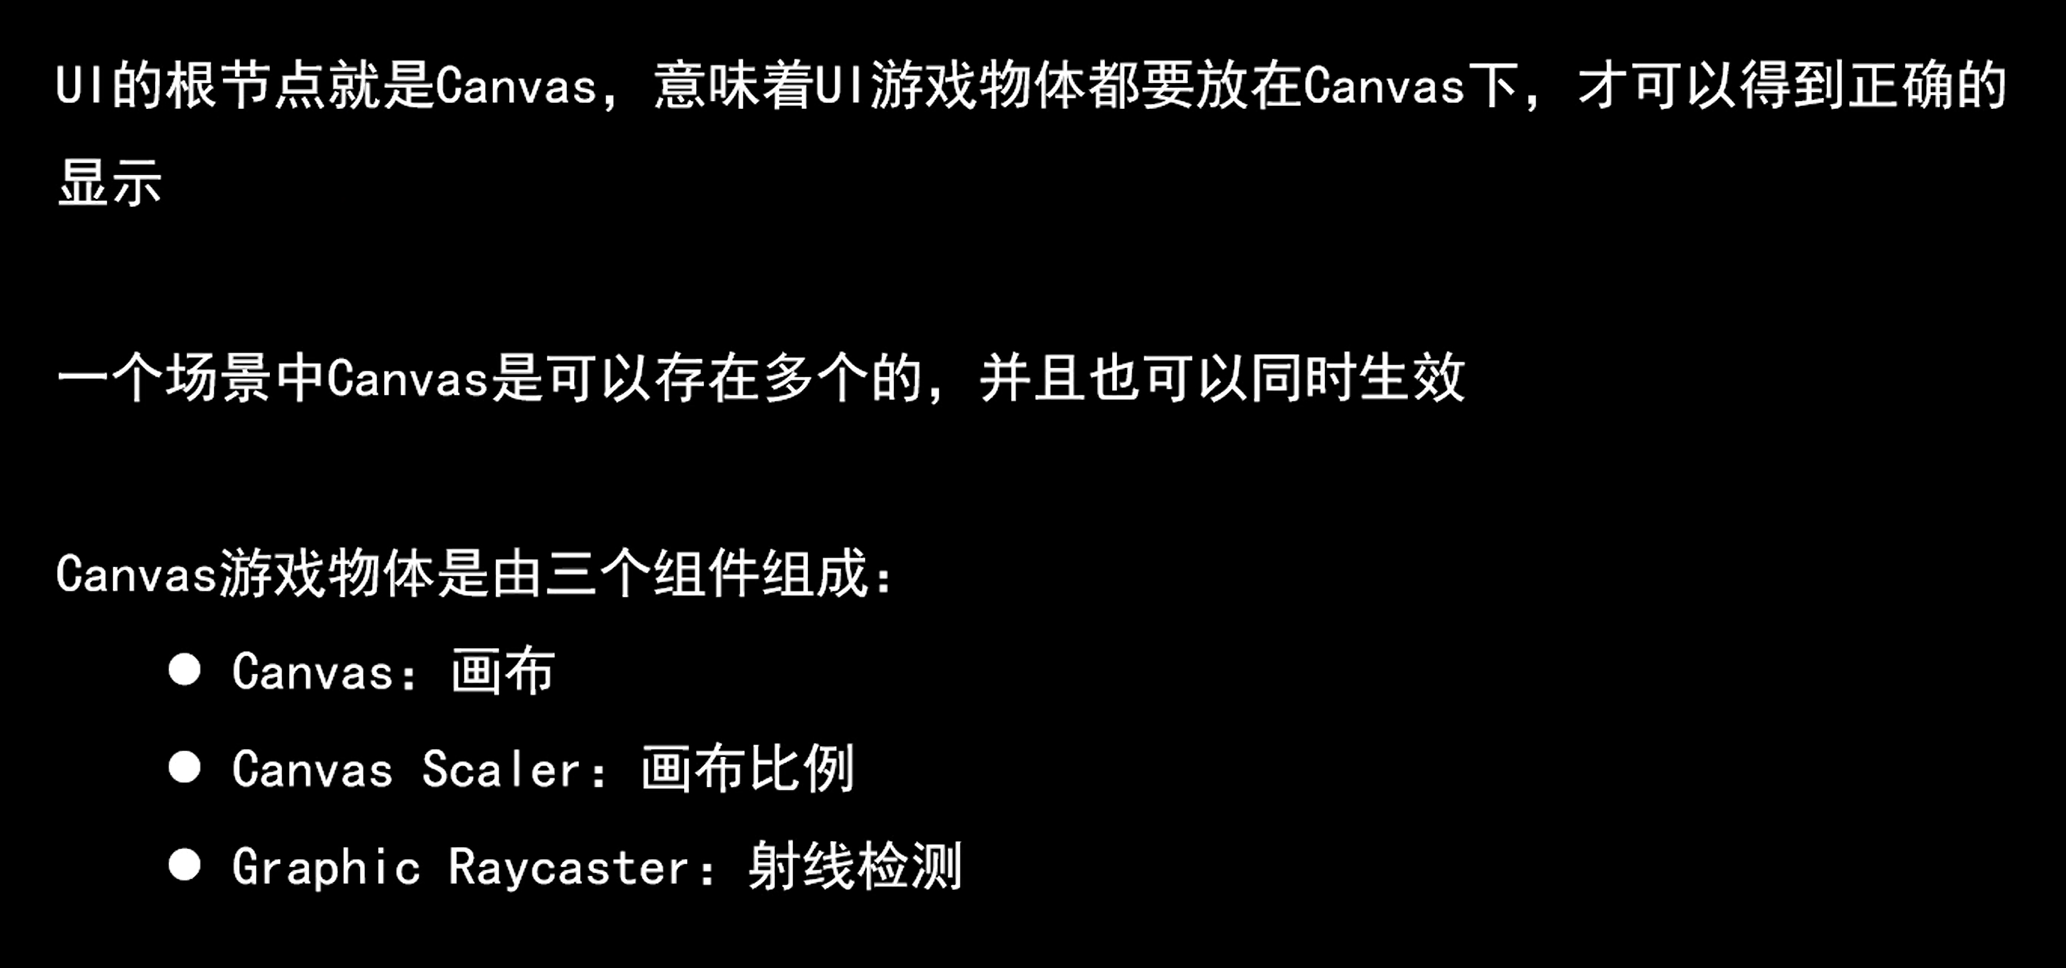 UI的根节点就是Canvas，意味着UI游戏物体都要放在Canvas下，才可以得到正确的
显示
一个场景中Canvas是可以存在多个的，并且也可以同时生效
Canvas游戏物体是由三个组件组成：
● Canvas：画布
● Canvas Scaler：画布比例
● Graphic Raycaster：射线检测